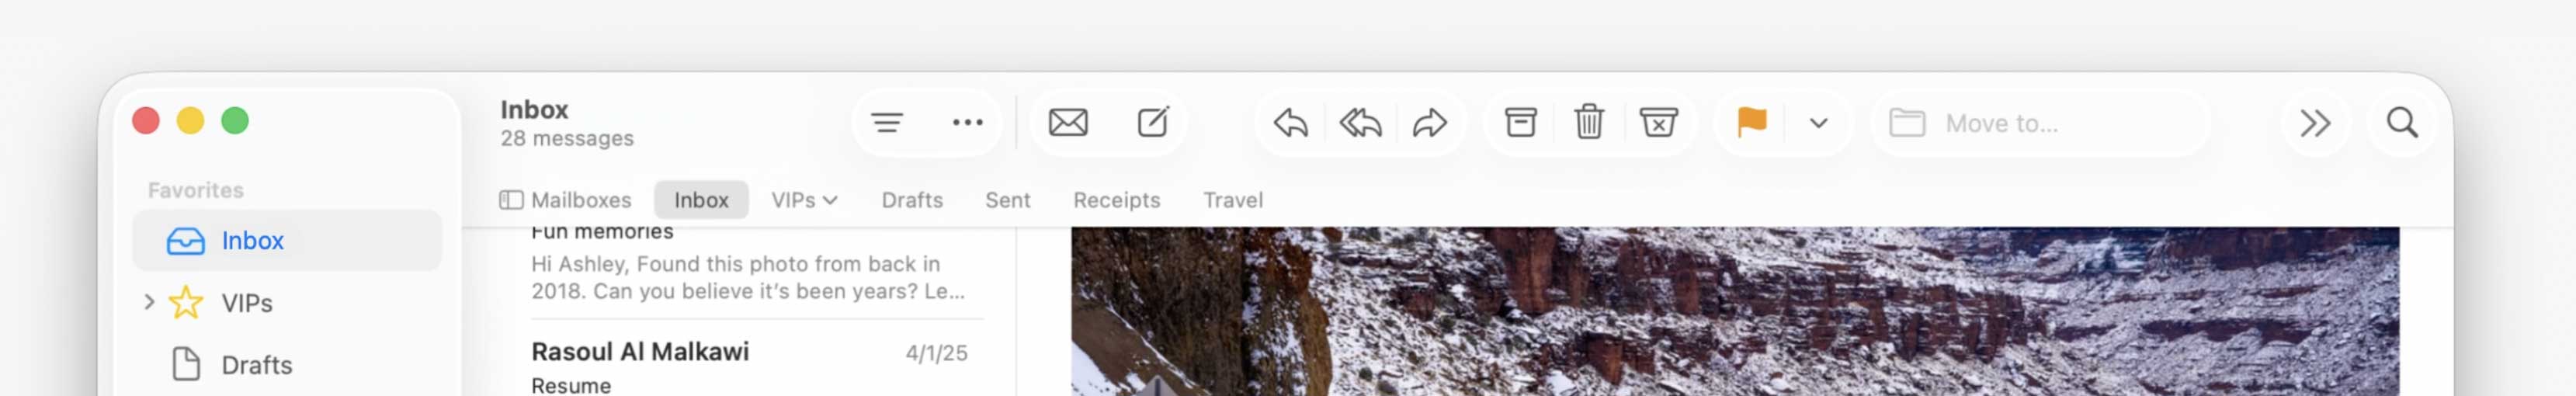 Favorites
Inbox
VIPs
Drafts
Inbox
28 messages
Move to...
Mailboxes
Inbox
VIPs
Drafts
Sent
Receipts
Travel
Fun memories
Hi Ashley, Found this photo from back in
2018. Can you believe it’s been years? Le...
Rasoul Al Malkawi
4/1/25
Resume